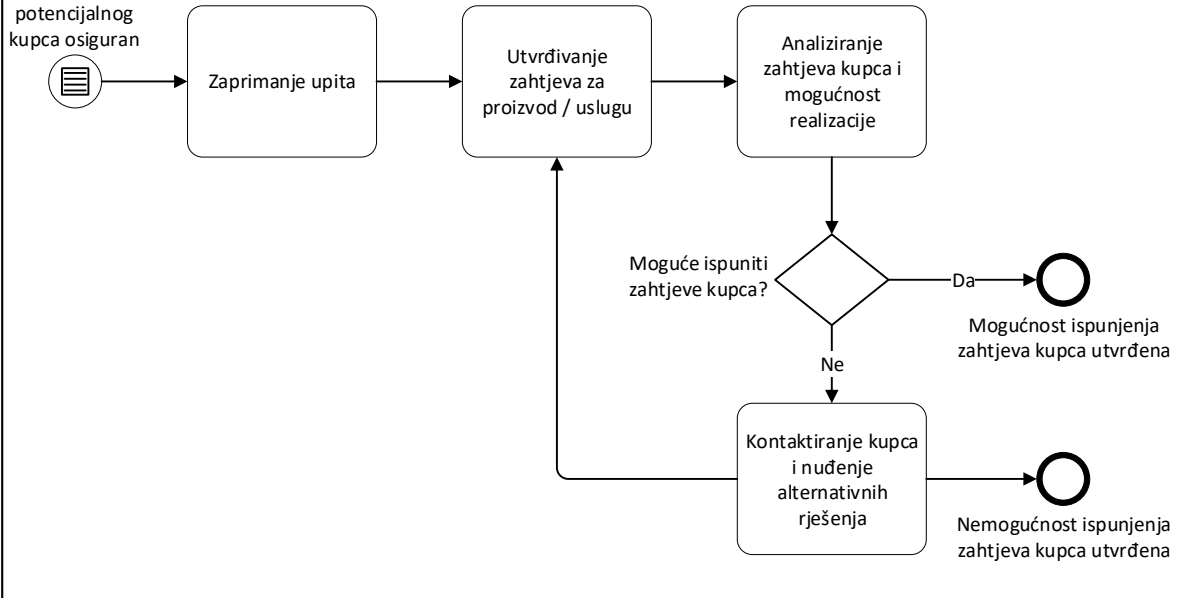 potencijalnog
kupca osiguran
Zaprimanje upita
Utvrđivanje
zahtjeva za
proizvod / uslugu
Analiziranje
zahtjeva kupca i
mogućnost
realizacije
Moguće ispuniti
zahtjeve kupca?
Da
Mogućnost ispunjenja
zahtjeva kupca utvrđena
Ne
Kontaktiranje kupca
i nuđenje
alternativnih
rješenja
Nemogućnost ispunjenja
zahtjeva kupca utvrđena